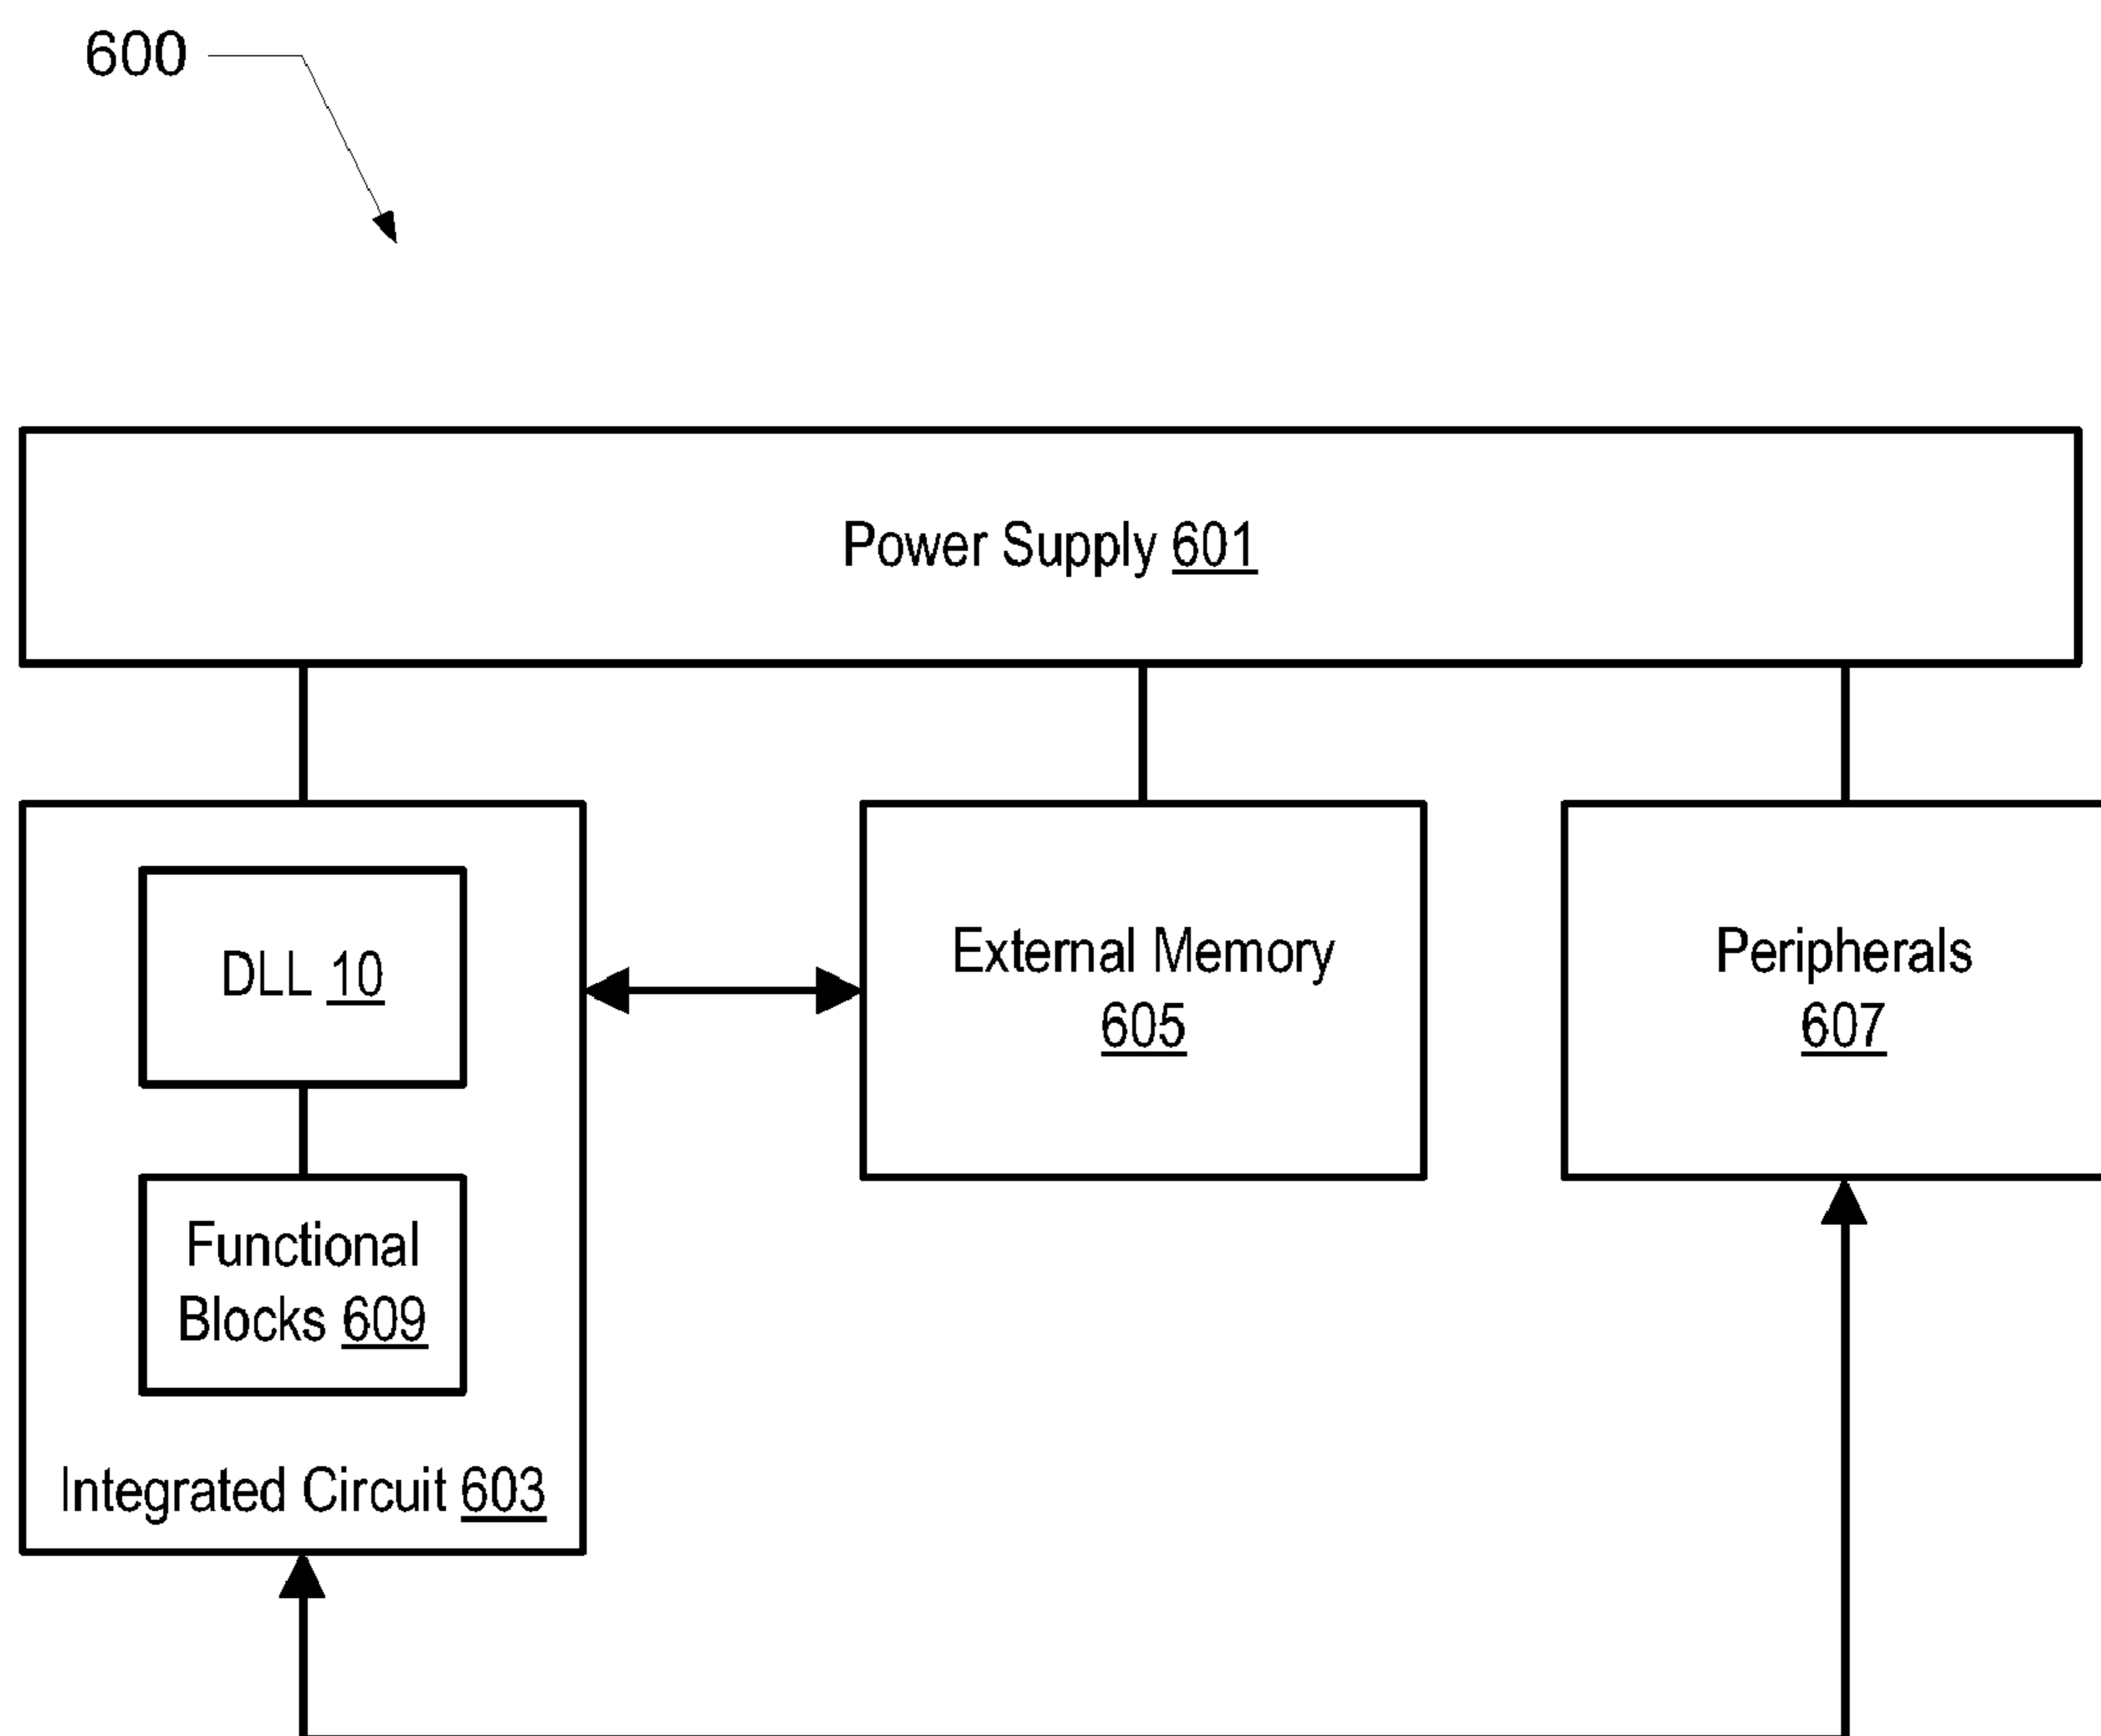 600
Power Supply 601
DLL 10
External Memory
605
Peripherals
607
Functional
Blocks 609
Integrated Circuit 603